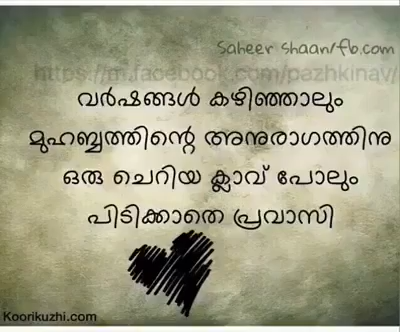 Saheer Shaan/fb.com
https://m.facebook.com/pazhkinav/
വർഷങ്ങൾ കഴിഞ്ഞാലും
മുഹബ്ബത്തിന്റെ അനുരാഗത്തിനു
ഒരു ചെറിയ ക്ലാവ് പോലും
പിടിക്കാതെ പ്രവാസി
Koorikuzhi.com